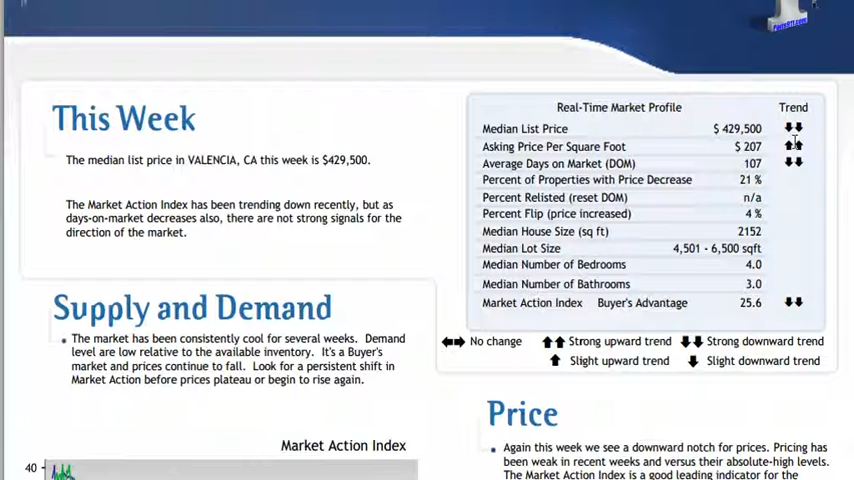 This Week
The median list price in VALENCIA, CA this week is $429,500.
The Market Action Index has been trending down recently, but as
days-on-market decreases also, there are not strong signals for the
direction of the market.
Real-Time Market Profile Trend
Median List Price $ 429,500
Asking Price Per Square Foot $ 207
Average Days on Market (DOM) 107
Percent of Properties with Price Decrease 21 %
Percent Relisted (reset DOM) n/a
Percent Flip (price increased) 4 %
Median House Size (sq ft) 2152
Median Lot Size 4,501 - 6,500 sqft
Median Number of Bedrooms 4.0
Median Number of Bathrooms 3.0
Market Action Index Buyer's Advantage 25.6
No change Strong upward trend Strong downward trend
Slight upward trend Slight downward trend
Supply and Demand
The market has been consistently cool for several weeks. Demand
level are low relative to the available inventory. It's a Buyer's
market and prices continue to fall. Look for a persistent shift in
Market Action before prices plateau or begin to rise again.
Market Action Index
40
Price
Again this week we see a downward notch for prices. Pricing has
been weak in recent weeks and versus their absolute-high levels.
The Market Action Index is a good leading indicator for the